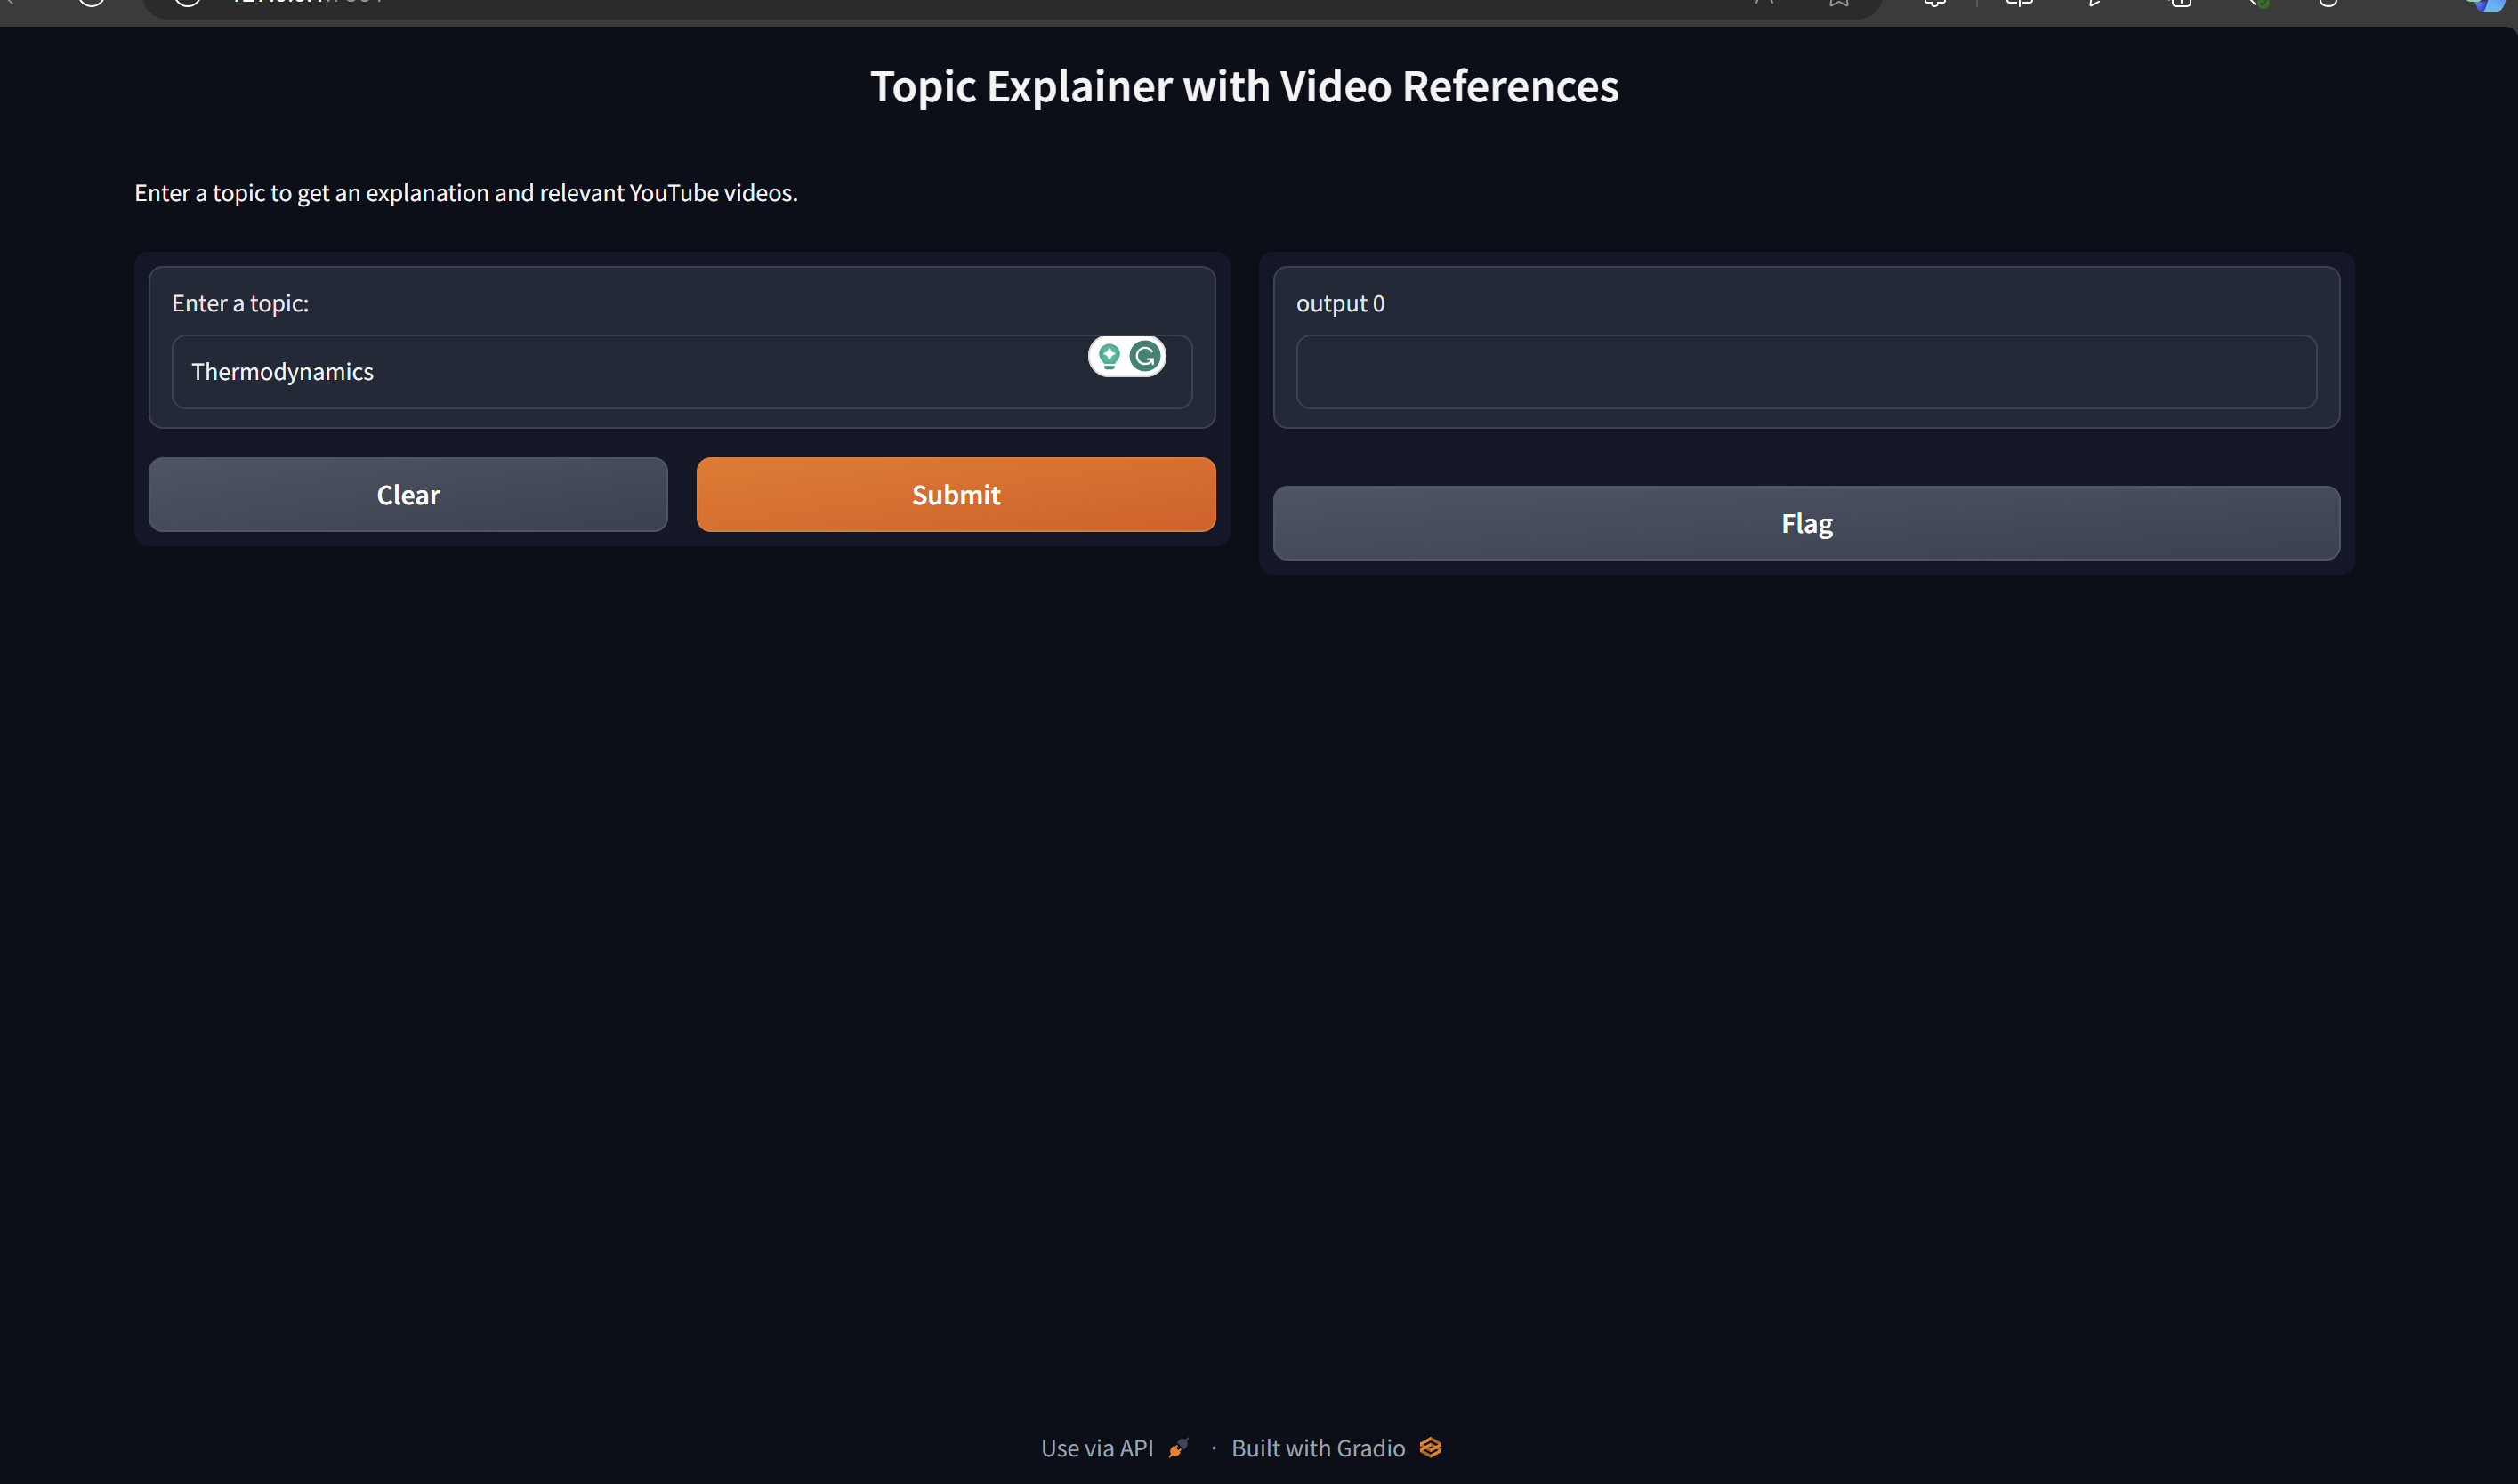 Topic Explainer with Video References
Enter a topic to get an explanation and relevant YouTube videos.
Enter a topic:
Thermodynamics
Clear
Submit
output 0
Flag
Use via API
·
Built with Gradio